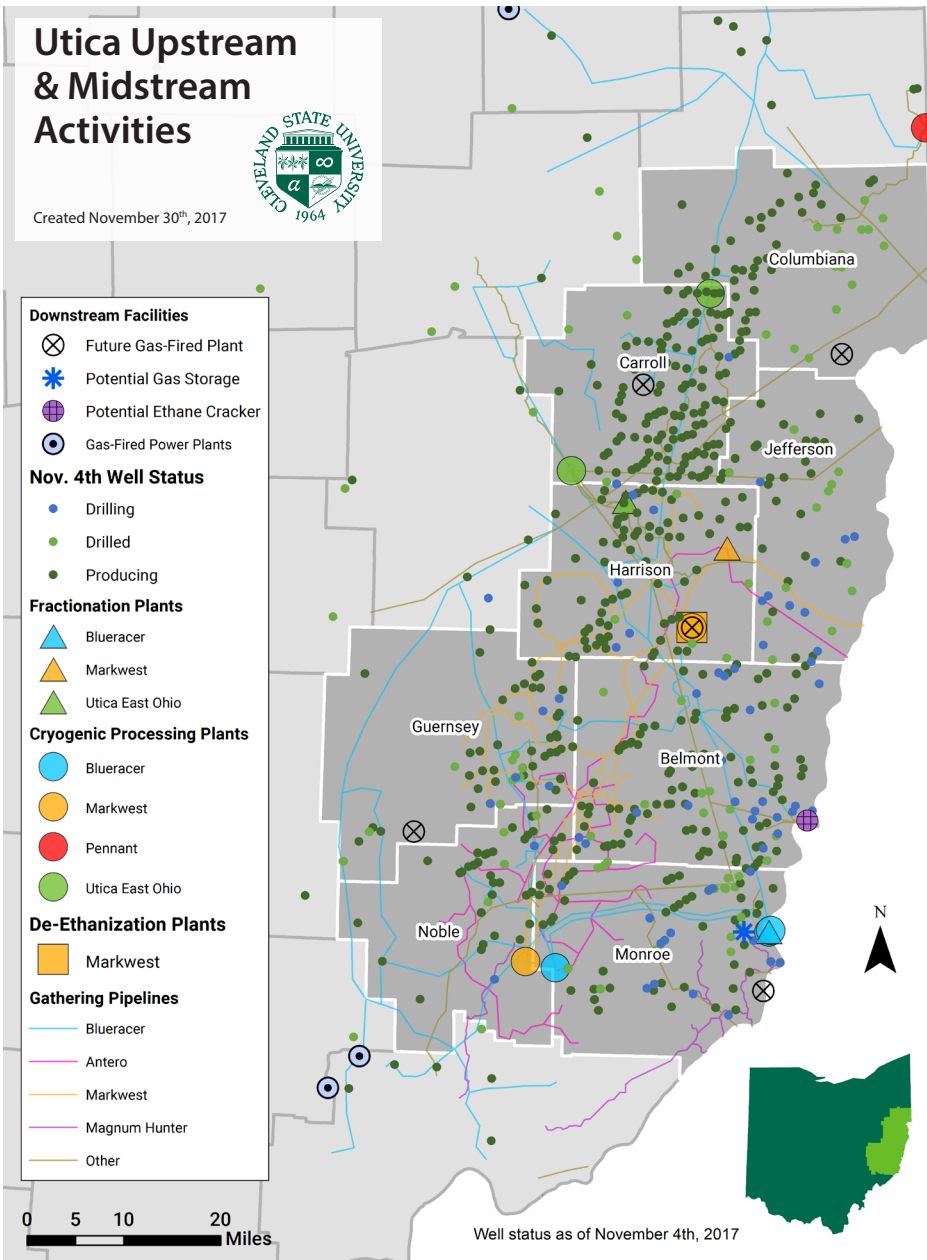 Utica Upstream
& Midstream
Activities
CLEVELAND STATE UNIVERSITY
∞
α
1964
Created November 30th, 2017
Downstream Facilities
Future Gas-Fired Plant
Potential Gas Storage
Potential Ethane Cracker
Gas-Fired Power Plants
Nov. 4th Well Status
Drilling
Drilled
Producing
Fractionation Plants
Blueracer
Markwest
Utica East Ohio
Cryogenic Processing Plants
Blueracer
Markwest
Pennant
Utica East Ohio
De-Ethanization Plants
Markwest
Gathering Pipelines
Blueracer
Antero
Markwest
Magnum Hunter
Other
0 5 10 20
Miles
Columbiana
Carroll
Jefferson
Harrison
Guernsey
Belmont
Noble
Monroe
N
Well status as of November 4th, 2017